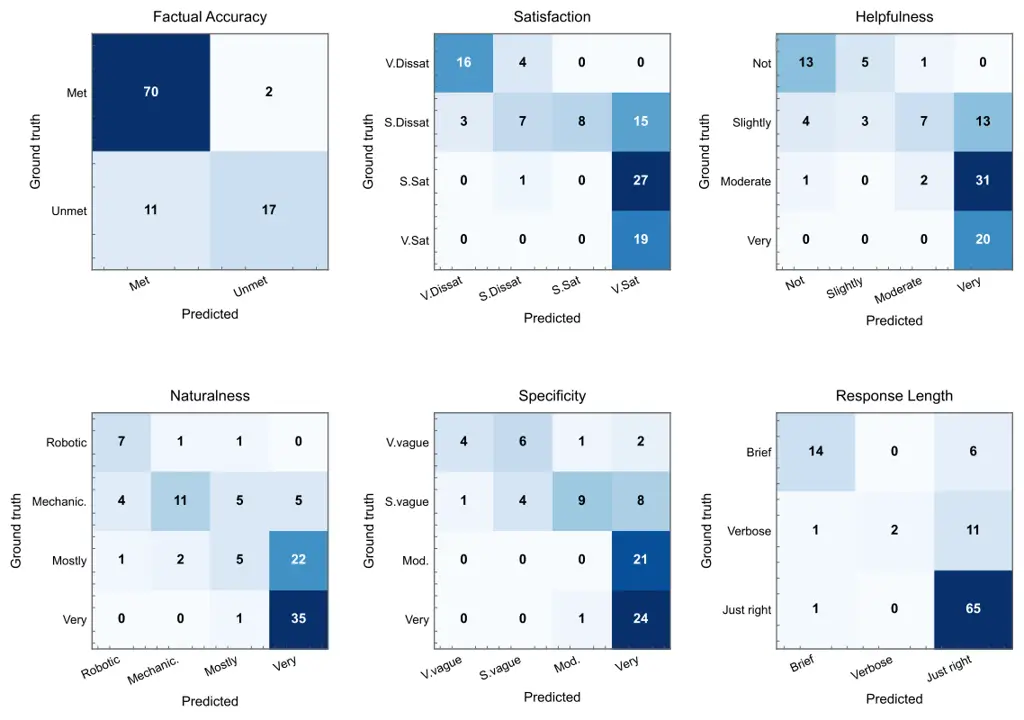 Factual Accuracy
Ground truth
Met 70 2
Unmet 11 17
Met Unmet
Predicted
Satisfaction
Ground truth
V.Dissat 16 4 0 0
S.Dissat 3 7 8 15
S.Sat 0 1 0 27
V.Sat 0 0 0 19
V.Dissat S.Dissat S.Sat V.Sat
Predicted
Helpfulness
Ground truth
Not 13 5 1 0
Slightly 4 3 7 13
Moderate 1 0 2 31
Very 0 0 0 20
Not Slightly Moderate Very
Predicted
Naturalness
Ground truth
Robotic 7 1 1 0
Mechanic. 4 11 5 5
Mostly 1 2 5 22
Very 0 0 1 35
Robotic Mechanic. Mostly Very
Predicted
Specificity
Ground truth
V.vague 4 6 1 2
S.vague 1 4 9 8
Mod. 0 0 0 21
Very 0 0 1 24
V.vague S.vague Mod. Very
Predicted
Response Length
Ground truth
Brief 14 0 6
Verbose 1 2 11
Just right 1 0 65
Brief Verbose Just right
Predicted